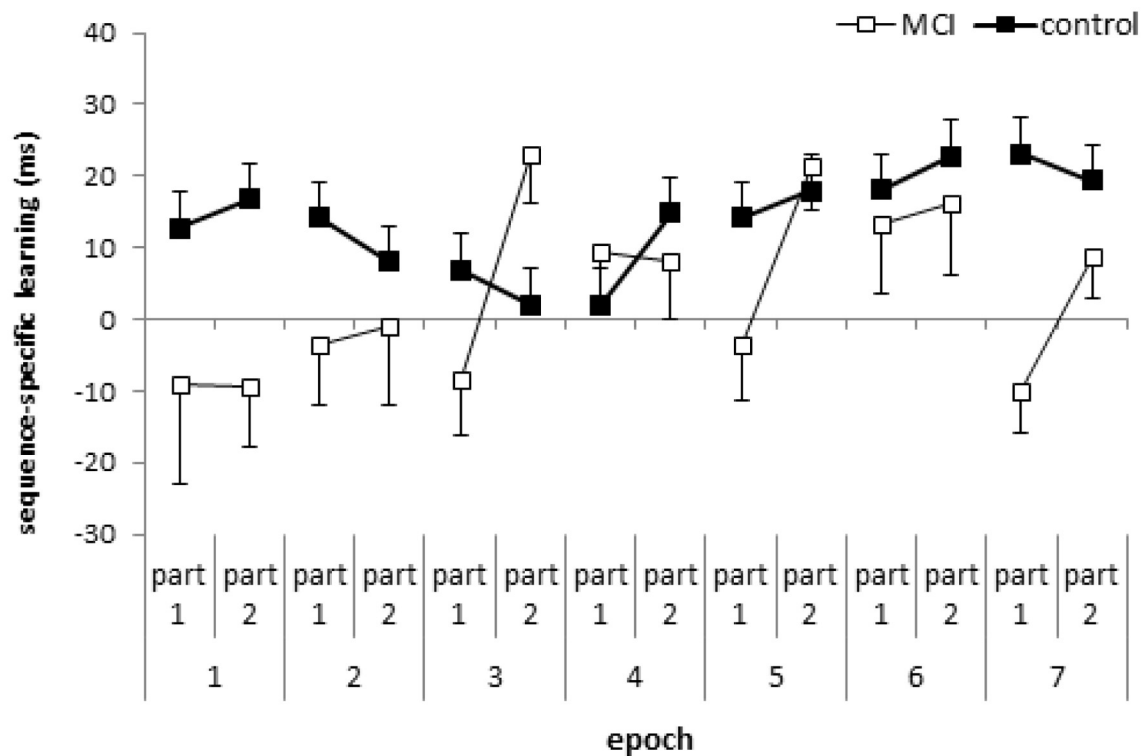 MCI control
sequence-specific learning (ms)
40
30
20
10
0
-10
-20
-30
part part part part part part part part part part part part part part
1 2 1 2 1 2 1 2 1 2 1 2 1 2
1 2 3 4 5 6 7
epoch